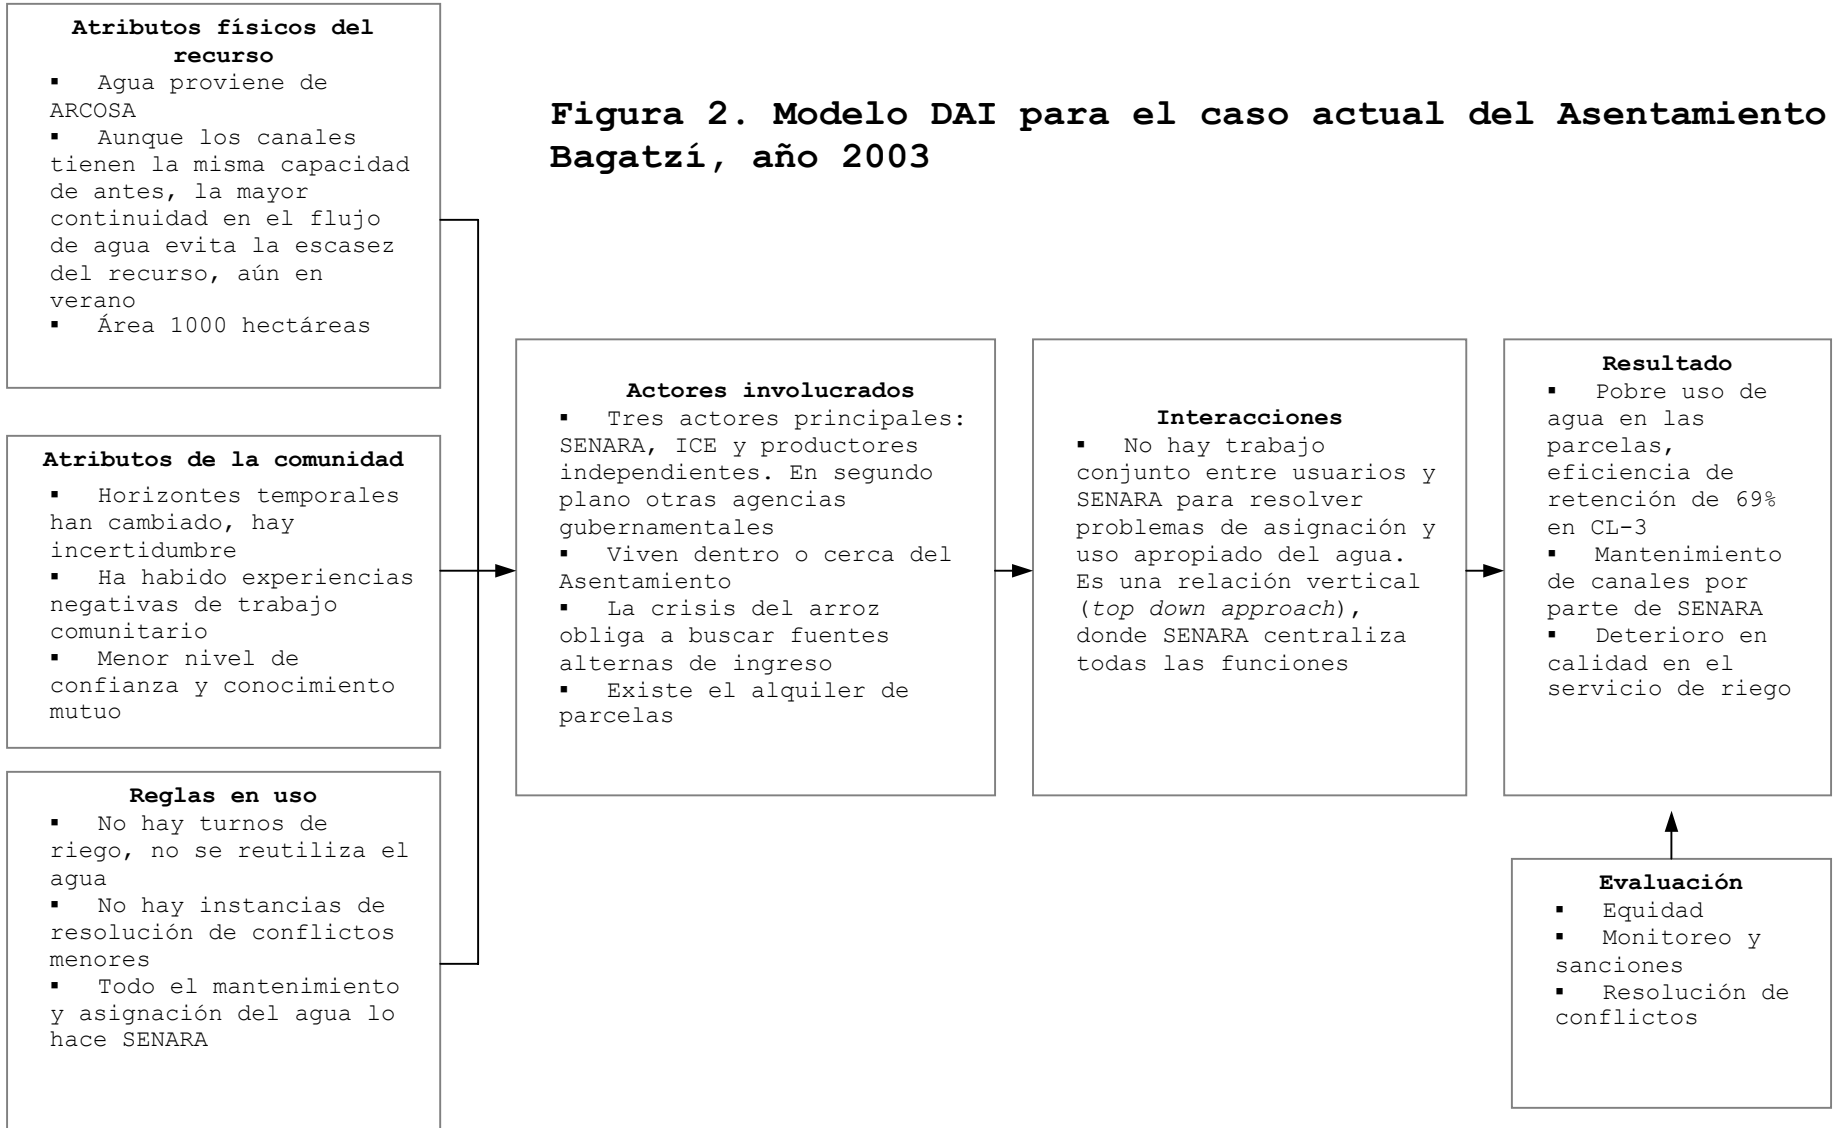 Atributos físicos del
recurso
▪ Agua proviene de
ARCOSA
▪ Aunque los canales
tienen la misma capacidad
de antes, la mayor
continuidad en el flujo
de agua evita la escasez
del recurso, aún en
verano
▪ Área 1000 hectáreas
Figura 2. Modelo DAI para el caso actual del Asentamiento
Bagatzí, año 2003
Atributos de la comunidad
▪ Horizontes temporales
han cambiado, hay
incertidumbre
▪ Ha habido experiencias
negativas de trabajo
comunitario
▪ Menor nivel de
confianza y conocimiento
mutuo
Reglas en uso
▪ No hay turnos de
riego, no se reutiliza el
agua
▪ No hay instancias de
resolución de conflictos
menores
▪ Todo el mantenimiento
y asignación del agua lo
hace SENARA
Actores involucrados
▪ Tres actores principales:
SENARA, ICE y productores
independientes. En segundo
plano otras agencias
gubernamentales
▪ Viven dentro o cerca del
Asentamiento
▪ La crisis del arroz
obliga a buscar fuentes
alternas de ingreso
▪ Existe el alquiler de
parcelas
Interacciones
▪ No hay trabajo
conjunto entre usuarios y
SENARA para resolver
problemas de asignación y
uso apropiado del agua.
Es una relación vertical
(top down approach),
donde SENARA centraliza
todas las funciones
Resultado
▪ Pobre uso de
agua en las
parcelas,
eficiencia de
retención de 69%
en CL-3
▪ Mantenimiento
de canales por
parte de SENARA
▪ Deterioro en
calidad en el
servicio de riego
Evaluación
▪ Equidad
▪ Monitoreo y
sanciones
▪ Resolución de
conflictos